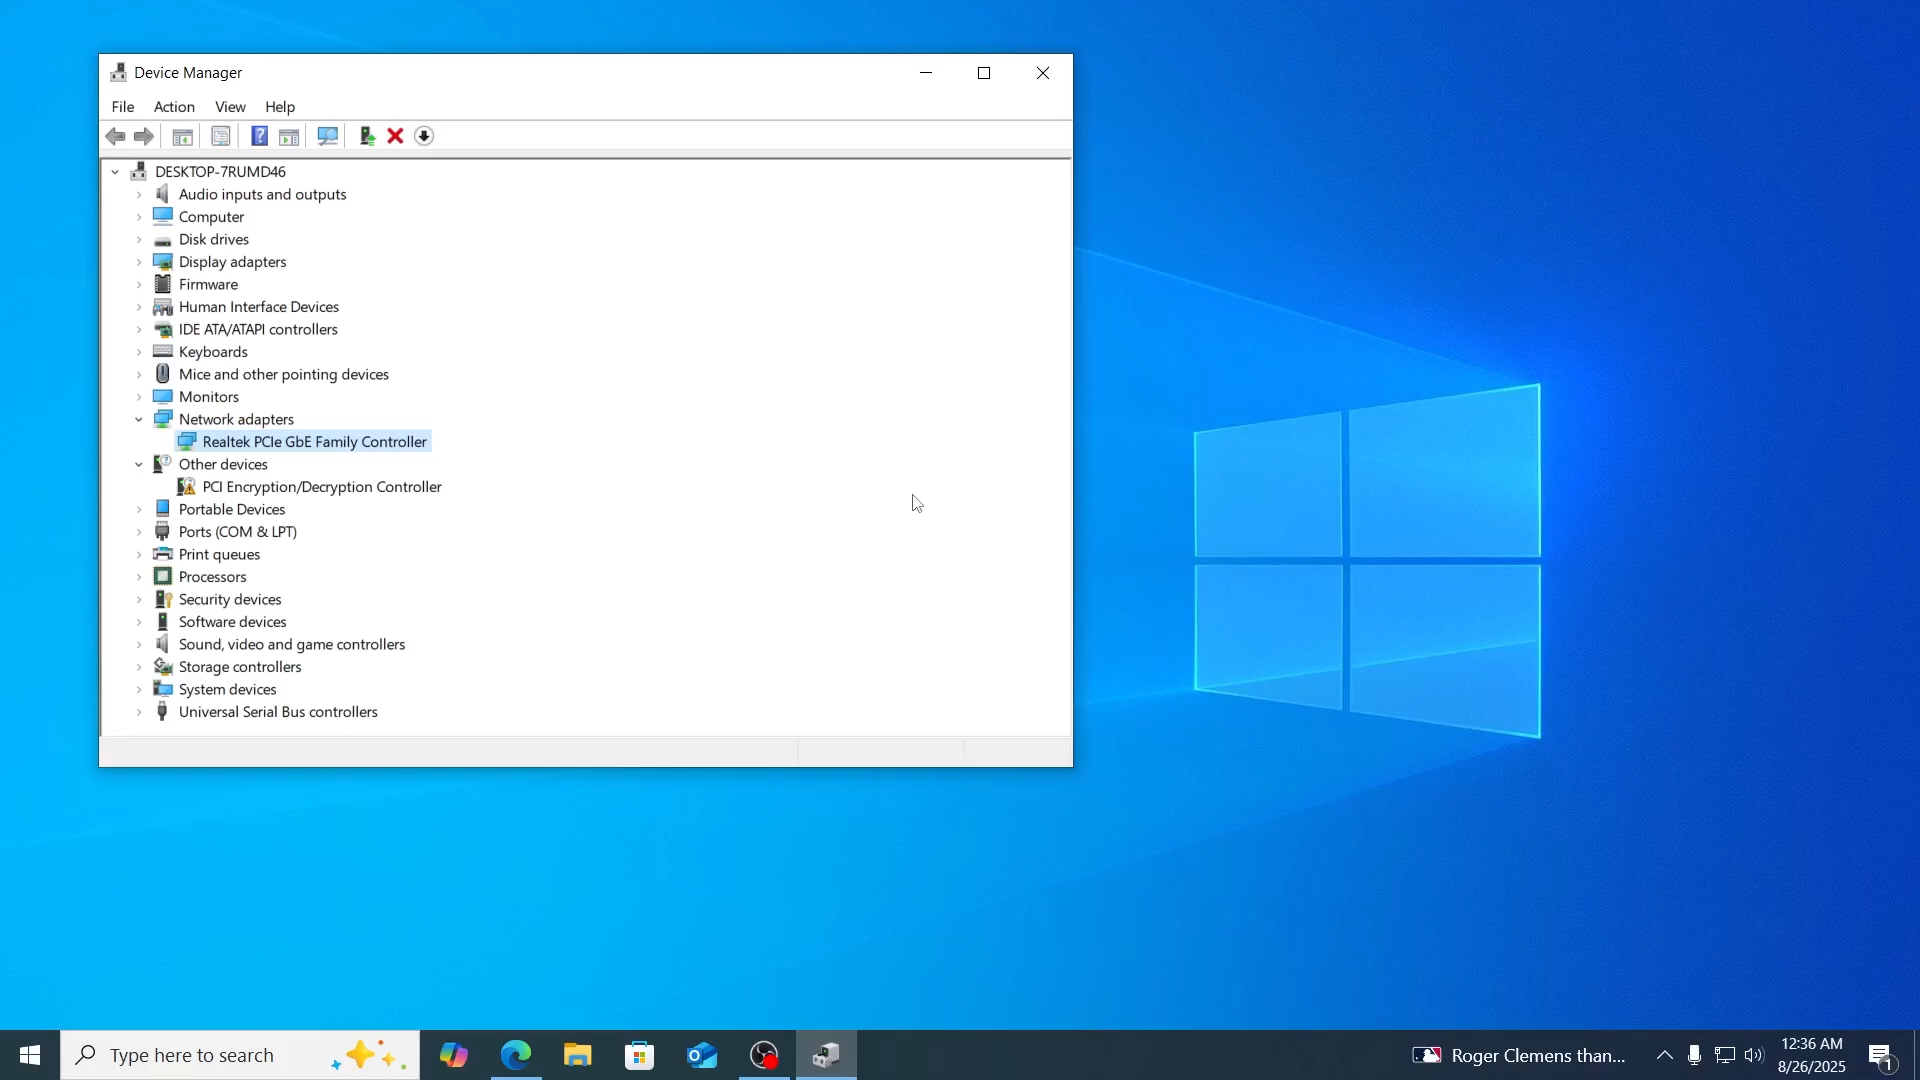 Device Manager
File Action View Help
DESKTOP-7RUMD46
Audio inputs and outputs
Computer
Disk drives
Display adapters
Firmware
Human Interface Devices
IDE ATA/ATAPI controllers
Keyboards
Mice and other pointing devices
Monitors
Network adapters
Realtek PCIe GbE Family Controller
Other devices
PCI Encryption/Decryption Controller
Portable Devices
Ports (COM & LPT)
Print queues
Processors
Security devices
Software devices
Sound, video and game controllers
Storage controllers
System devices
Universal Serial Bus controllers
Type here to search
Roger Clemens than...
12:36 AM
8/26/2025
1